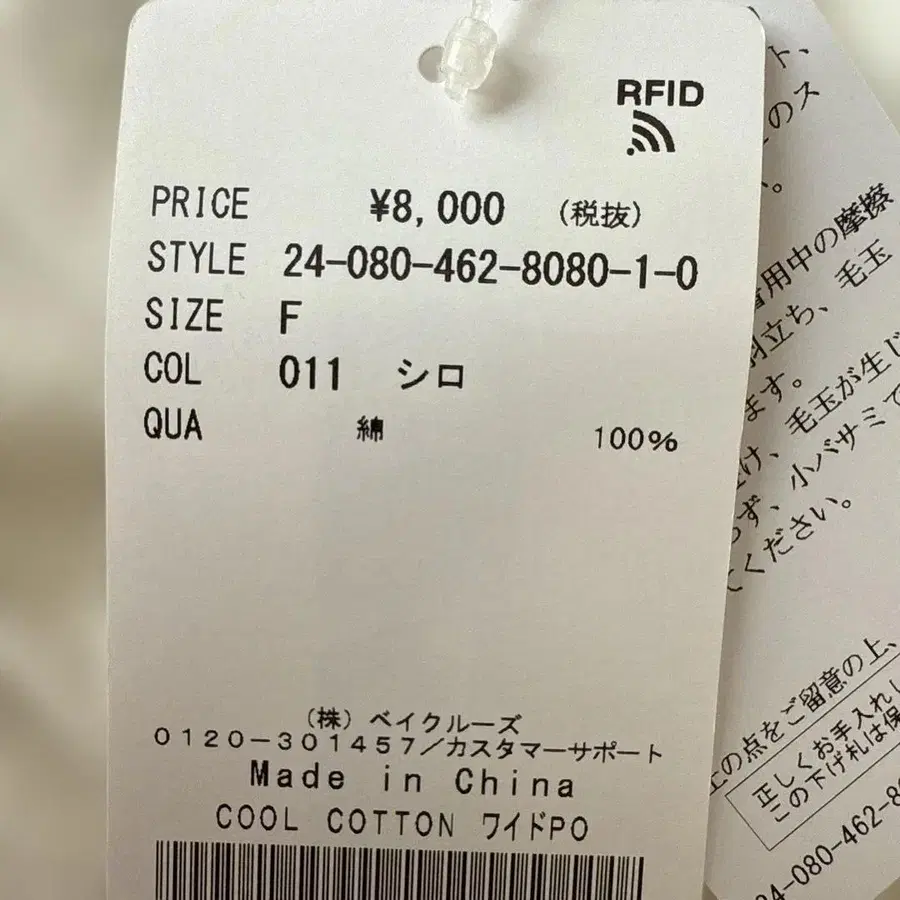 RFID
PRICE ¥8,000 (税抜)
STYLE 24-080-462-8080-1-0
SIZE F
COL 011 シロ
QUA 綿 100%
(株) ベイクルーズ
0120-301457/カスタマーサポート
Made in China
COOL COTTON ワイドPO
ト、
のス
。
用中の摩擦
立ち、毛玉
ます。
け、毛玉が生じ
ず、小バサミで
ください。
の点をご留意の上、
正しくお手入れし
この下げ札は保
24-080-462-8